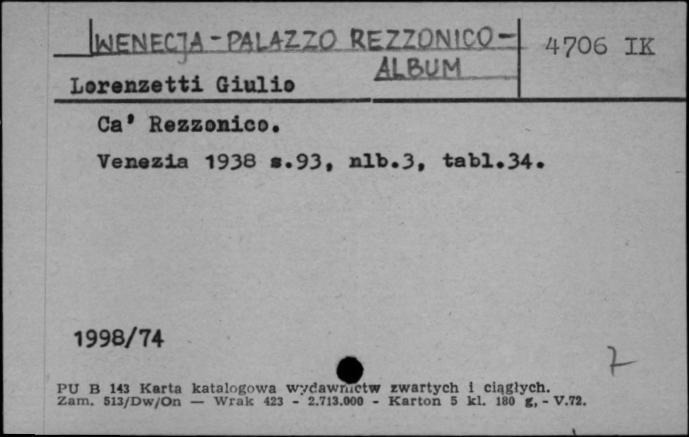 WENECJA - PALAZZO REZZONICO - ALBUM
4706 IK
Lorenzetti Giulio
Ca' Rezzonico.
Venezia 1938 s.93, nlb.3, tabl.34.
1998/74
PU B 143 Karta katalogowa wydawnictw zwartych i ciągłych.
Zam. 513/Dw/On — Wrak 423 - 2.713.000 - Karton 5 kl. 180 g, - V.72.